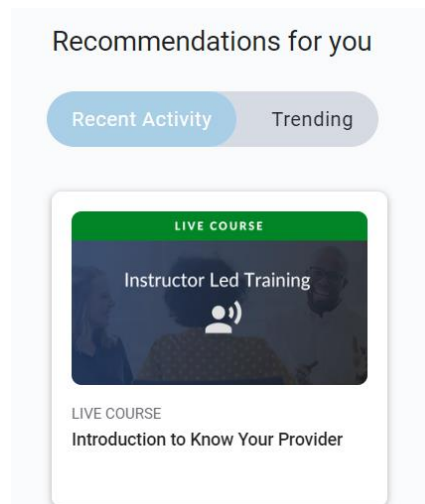 Recommendations for you
Recent Activity Trending
LIVE COURSE
Instructor Led Training
LIVE COURSE
Introduction to Know Your Provider